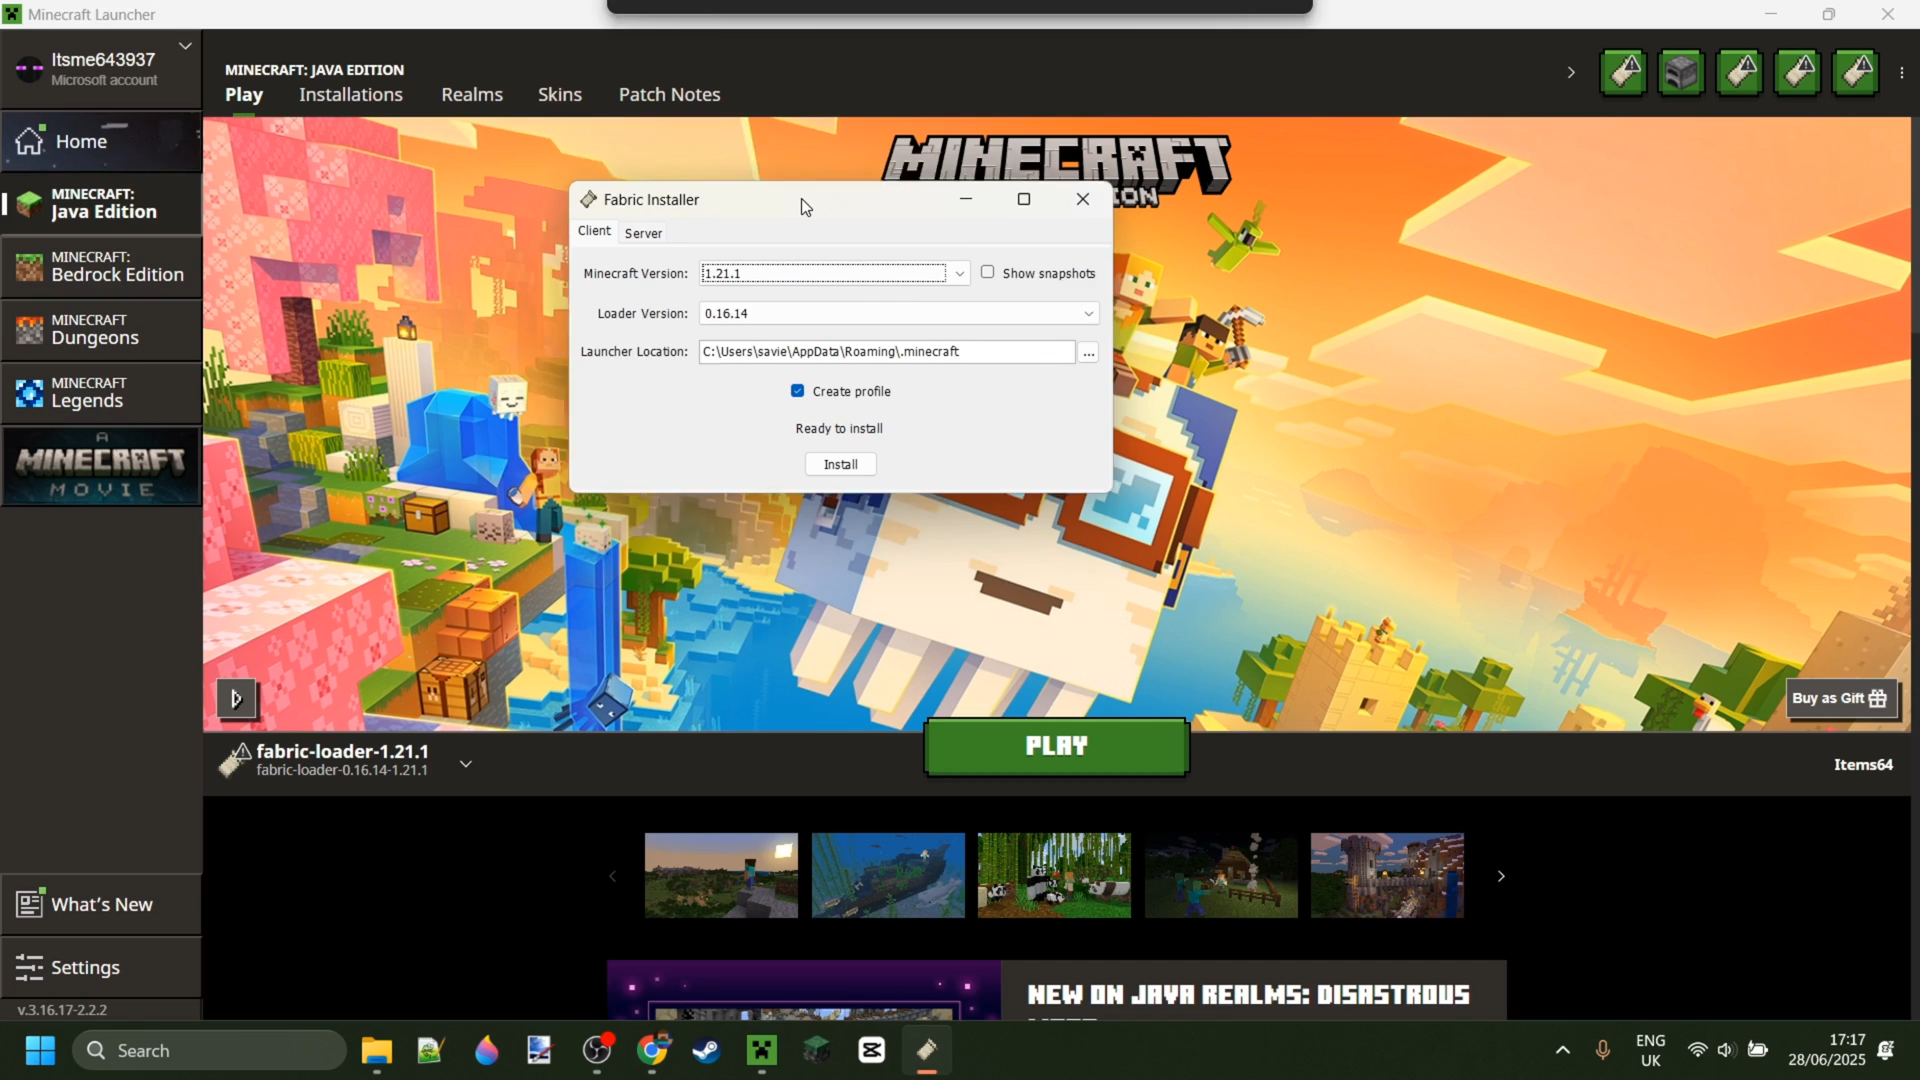 Minecraft Launcher
Itsme643937
Microsoft account
MINECRAFT: JAVA EDITION
Play
Installations
Realms
Skins
Patch Notes
Home
MINECRAFT:
Java Edition
MINECRAFT:
Bedrock Edition
MINECRAFT
Dungeons
MINECRAFT
Legends
A
MINECRAFT
MOVIE
MINECRAFT
ION
Fabric Installer
Client
Server
Minecraft Version:
1.21.1
Show snapshots
Loader Version:
0.16.14
Launcher Location:
C:\Users\savie\AppData\Roaming\.minecraft
...
Create profile
Ready to install
Install
Buy as Gift
fabric-loader-1.21.1
fabric-loader-0.16.14-1.21.1
PLAY
Items64
What's New
Settings
v.3.16.17-2.2.2
NEW ON JAVA REALMS: DISASTROUS
Search
ENG
UK
17:17
28/06/2025